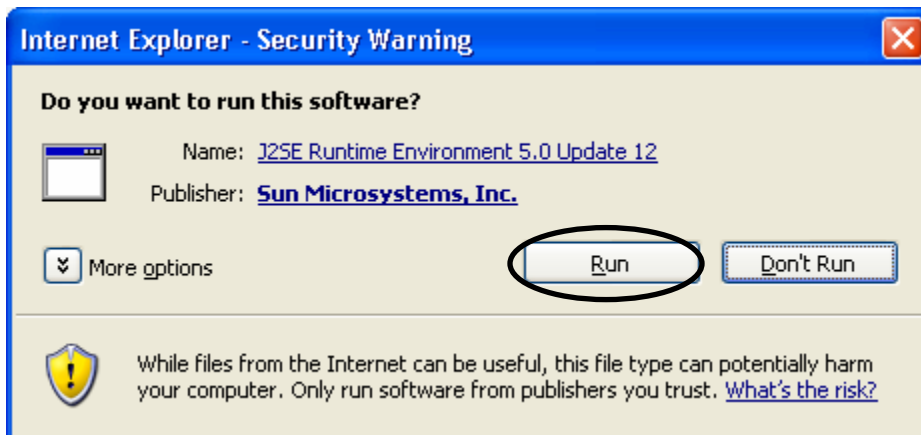 Internet Explorer - Security Warning
Do you want to run this software?
Name: J2SE Runtime Environment 5.0 Update 12
Publisher: Sun Microsystems, Inc.
More options
Run
Don't Run
While files from the Internet can be useful, this file type can potentially harm
your computer. Only run software from publishers you trust. What's the risk?